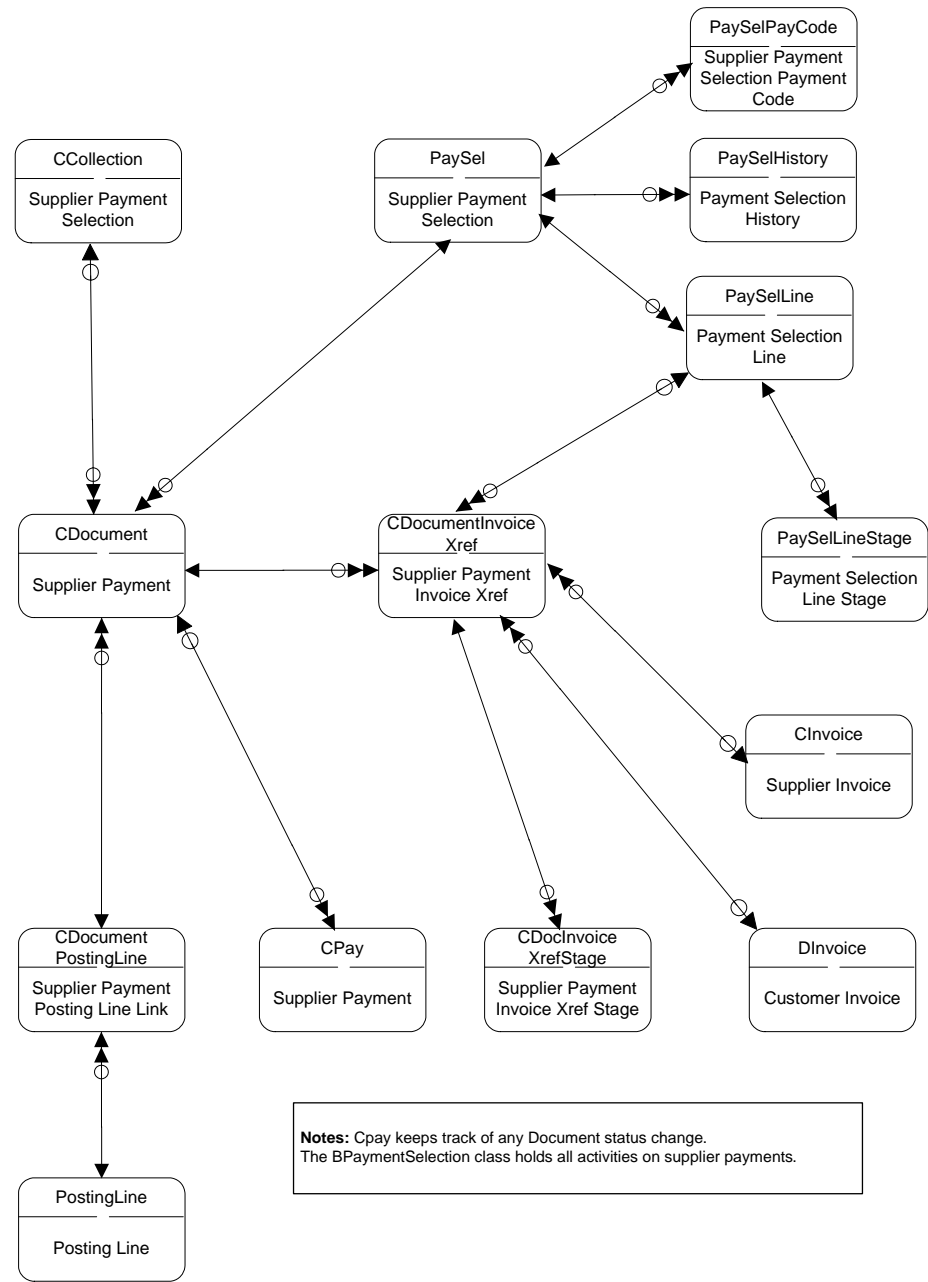 PaySelPayCode
Supplier Payment
Selection Payment
Code
CCollection
Supplier Payment
Selection
PaySel
Supplier Payment
Selection
PaySelHistory
Payment Selection
History
PaySelLine
Payment Selection
Line
CDocument
Supplier Payment
CDocumentInvoice
Xref
Supplier Payment
Invoice Xref
PaySelLineStage
Payment Selection
Line Stage
CInvoice
Supplier Invoice
CDocument
PostingLine
Supplier Payment
Posting Line Link
CPay
Supplier Payment
CDocInvoice
XrefStage
Supplier Payment
Invoice Xref Stage
DInvoice
Customer Invoice
Notes: Cpay keeps track of any Document status change.
The BPaymentSelection class holds all activities on supplier payments.
PostingLine
Posting Line